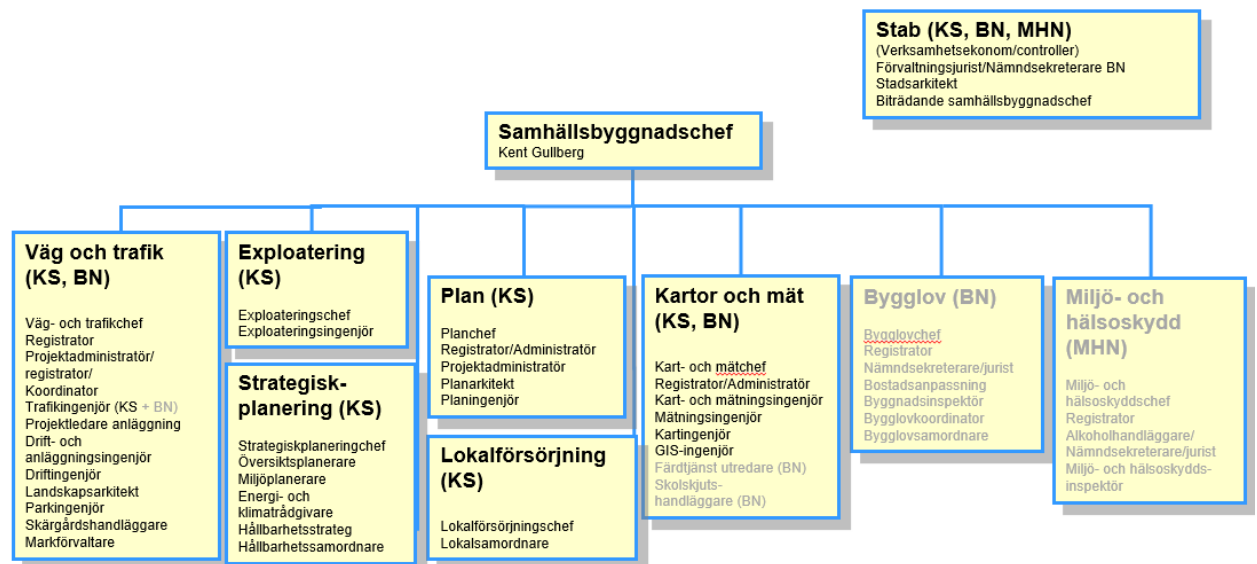 Stab (KS, BN, MHN)
(Verksamhetsekonom/controller)
Förvaltningsjurist/Nämndsekreterare BN
Stadsarkitekt
Biträdande samhällsbyggnadschef
Samhällsbyggnadschef
Kent Gullberg
Väg och trafik
(KS, BN)
Väg- och trafikchef
Registrator
Projektadministratör/
registrator/
Koordinator
Trafikingenjör (KS + BN)
Projektledare anläggning
Drift- och
anläggningsingenjör
Driftingenjör
Landskapsarkitekt
Parkingenjör
Skärgårdshandläggare
Markförvaltare
Exploatering
(KS)
Exploateringschef
Exploateringsingenjör
Strategisk-
planering (KS)
Strategiskplaneringchef
Översiktsplanerare
Miljöplanerare
Energi- och
klimatrådgivare
Hållbarhetsstrateg
Hållbarhetssamordnare
Plan (KS)
Planchef
Registrator/Administratör
Projektadministratör
Planarkitekt
Planingenjör
Lokalförsörjning
(KS)
Lokalförsörjningschef
Lokalsamordnare
Kartor och mät
(KS, BN)
Kart- och mätchef
Registrator/Administratör
Kart- och mätningsingenjör
Mätningsingenjör
Kartingenjör
GIS-ingenjör
Färdtjänst utredare (BN)
Skolskjuts-
handläggare (BN)
Bygglov (BN)
Bygglovchef
Registrator
Nämndsekreterare/jurist
Bostadsanpassning
Byggnadsinspektör
Bygglovkoordinator
Bygglovsamordnare
Miljö- och
hälsoskydd
(MHN)
Miljö- och
hälsoskyddschef
Registrator
Alkoholhandläggare/
Nämndsekreterare/jurist
Miljö- och hälsoskydds-
inspektör